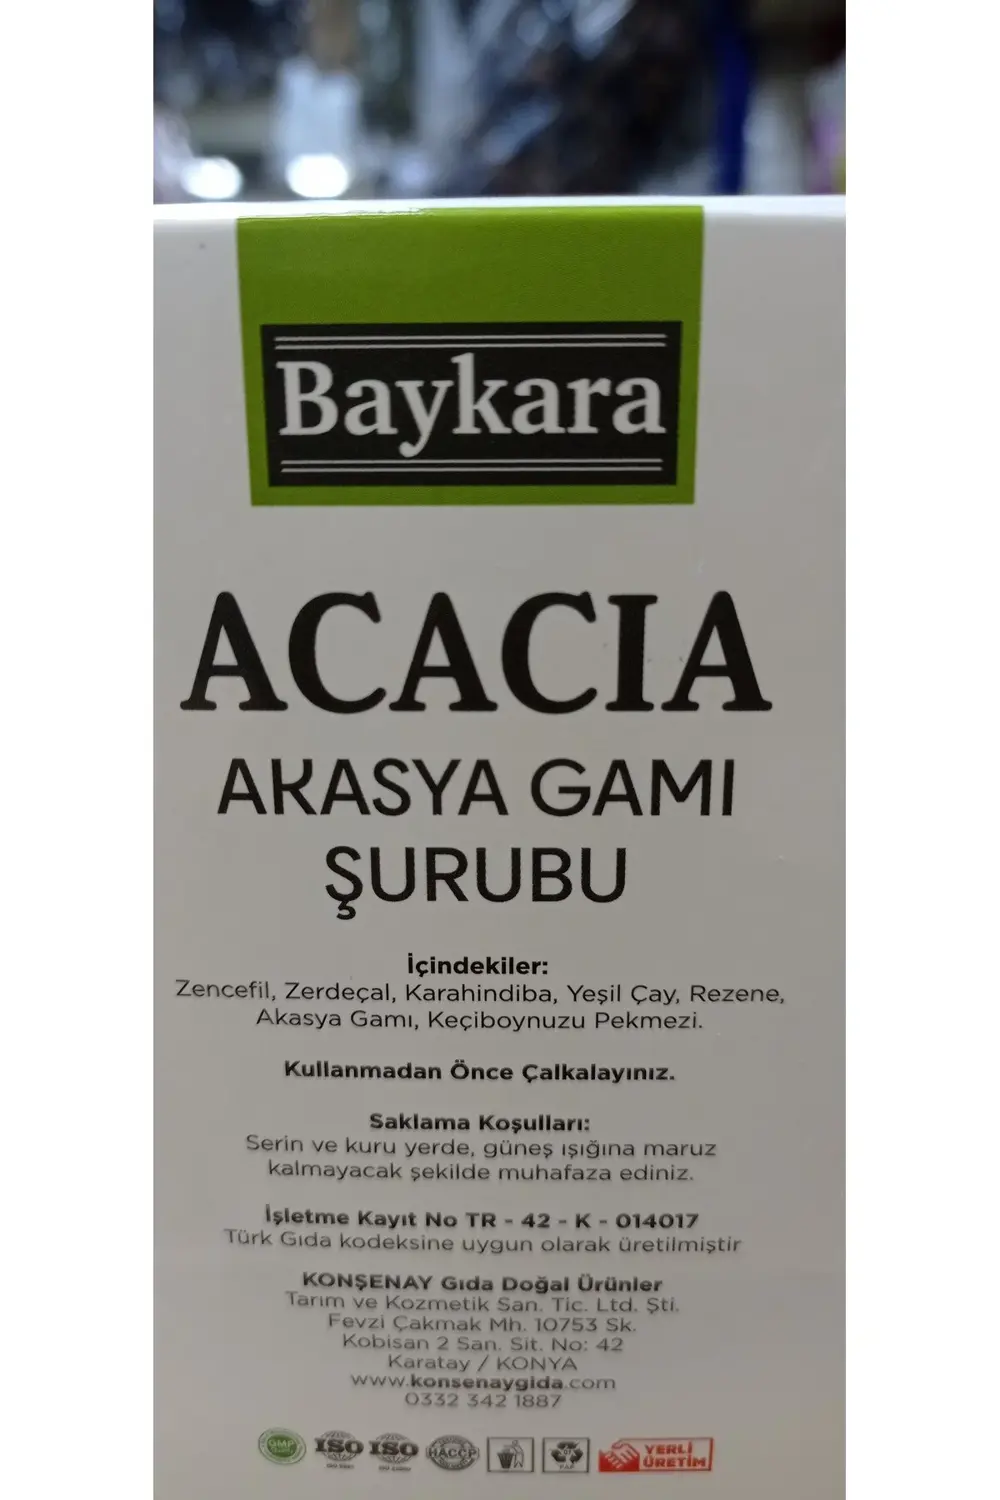 Baykara
ACACIA
AKASYA GAMI
ŞURUBU
İçindekiler:
Zencefil, Zerdeçal, Karahindiba, Yeşil Çay, Rezene,
Akasya Gamı, Keçiboynuzu Pekmezi.
Kullanmadan Önce Çalkalayınız.
Saklama Koşulları:
Serin ve kuru yerde, güneş ışığına maruz
kalmayacak şekilde muhafaza ediniz.
İşletme Kayıt No TR - 42 - K - 014017
Türk Gıda kodeksine uygun olarak üretilmiştir
KONŞENAY Gıda Doğal Ürünler
Tarım ve Kozmetik San. Tic. Ltd. Şti.
Fevzi Çakmak Mh. 10753 Sk.
Kobisan 2 San. Sit. No: 42
Karatay / KONYA
www.konsenaygida.com
0332 342 1887
GMP ISO ISO HACCP PAP YERLİ
ÜRETİM